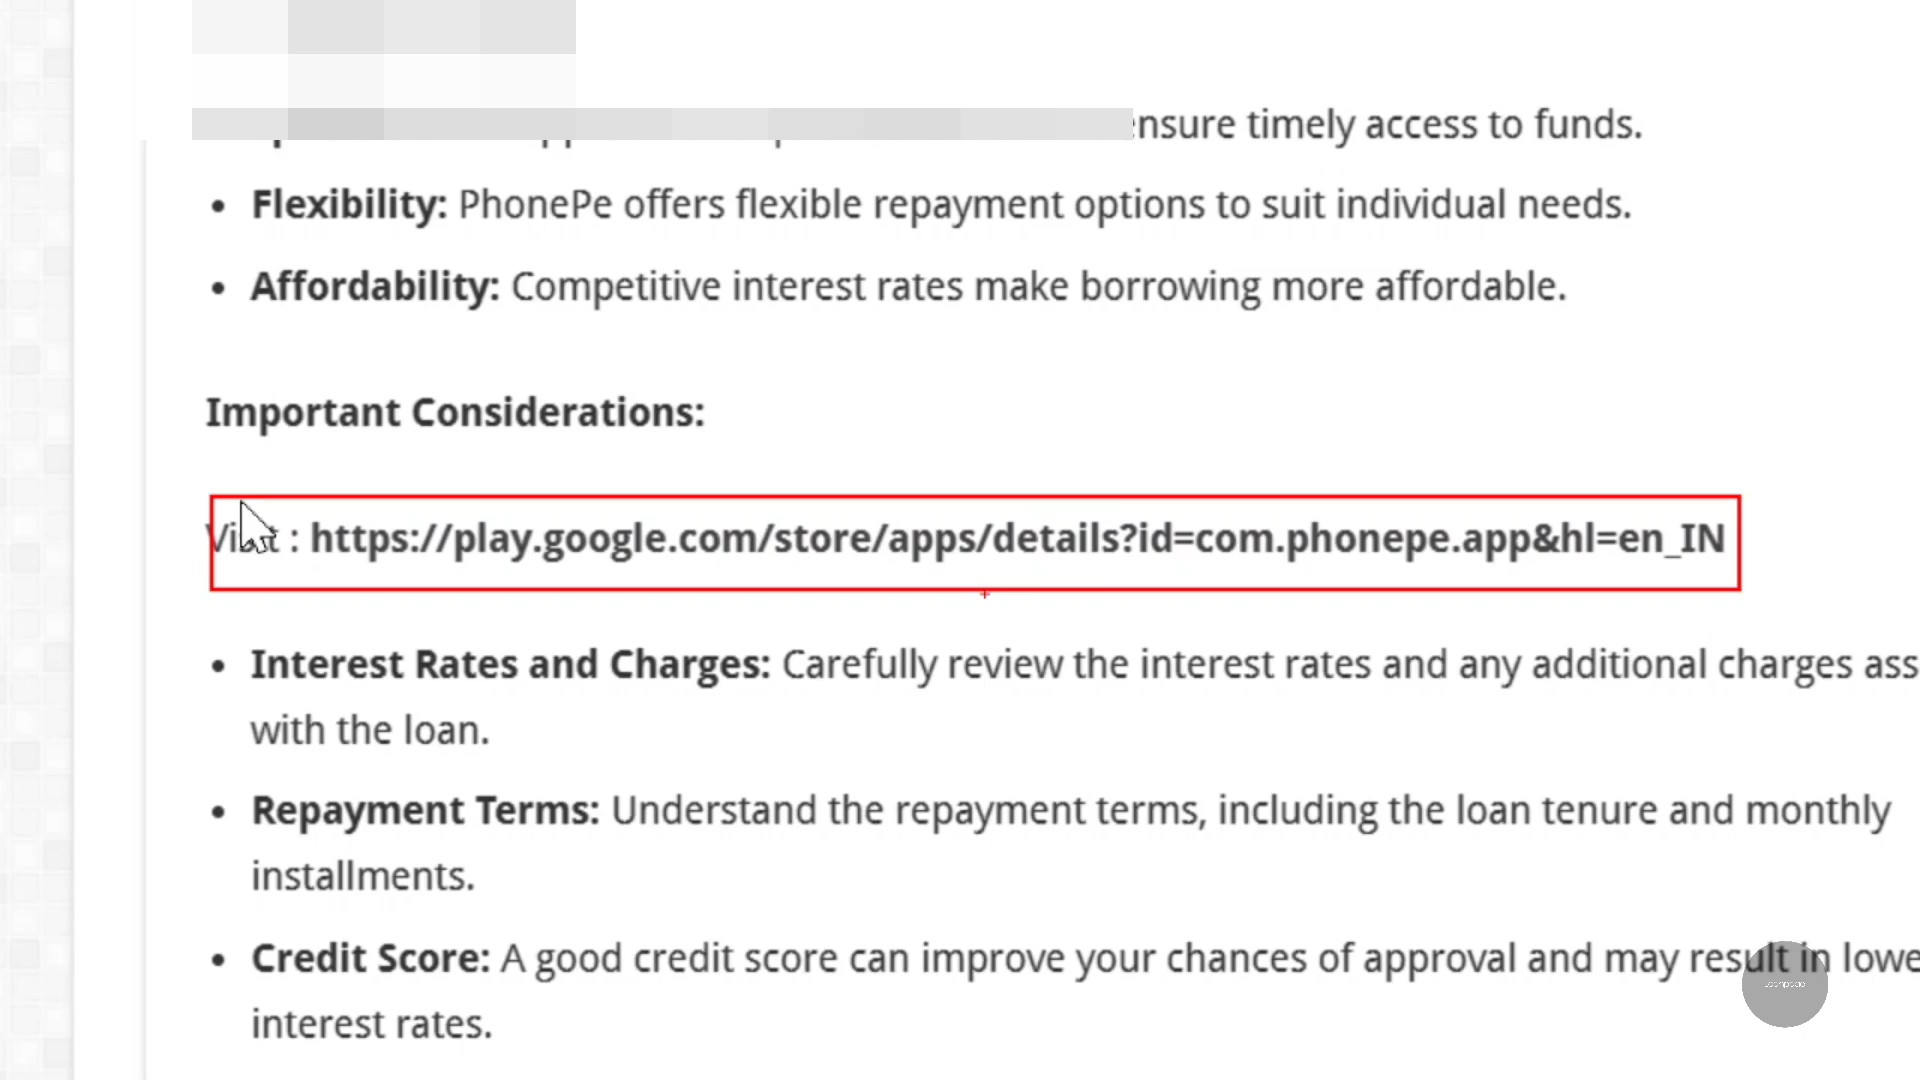 ensure timely access to funds.
• Flexibility: PhonePe offers flexible repayment options to suit individual needs.
• Affordability: Competitive interest rates make borrowing more affordable.
Important Considerations:
: https://play.google.com/store/apps/details?id=com.phonepe.app&hl=en_IN
• Interest Rates and Charges: Carefully review the interest rates and any additional charges
with the loan.
• Repayment Terms: Understand the repayment terms, including the loan tenure and monthly
installments.
• Credit Score: A good credit score can improve your chances of approval and may result in
interest rates.